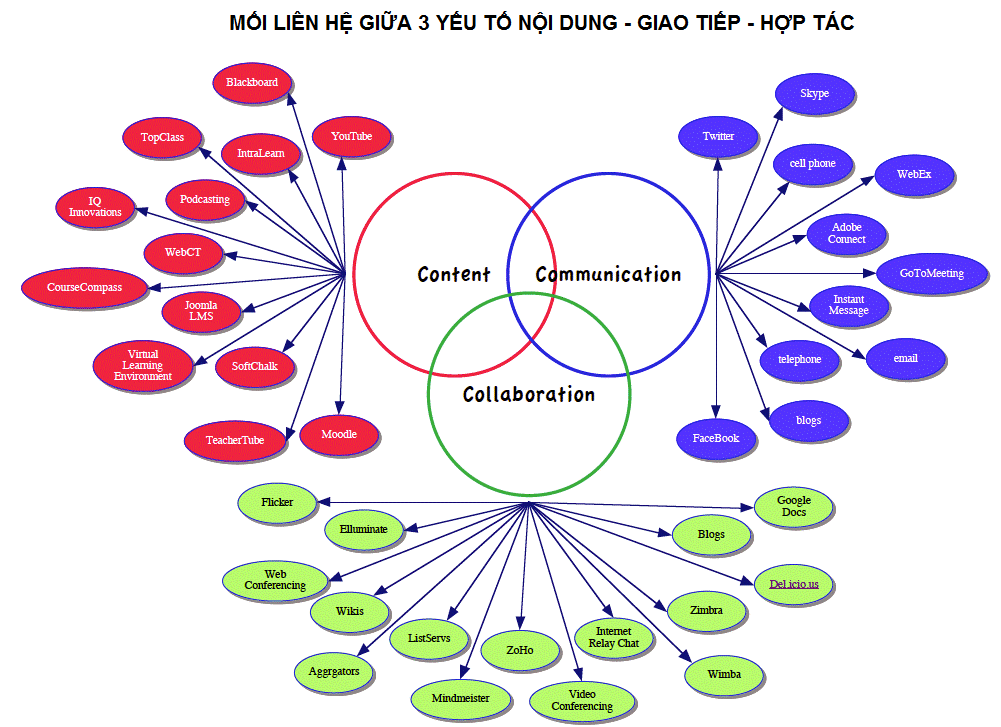 MỐI LIÊN HỆ GIỮA 3 YẾU TỐ NỘI DUNG - GIAO TIẾP - HỢP TÁC
Blackboard
TopClass
IntraLearn
YouTube
IQ
Innovations
Podcasting
WebCT
CourseCompass
Joomla
LMS
Virtual
Learning
Environment
SoftChalk
TeacherTube
Moodle
Content
Communication
Collaboration
Skype
Twitter
cell phone
WebEx
Adobe
Connect
GoToMeeting
Instant
Message
telephone
email
blogs
FaceBook
Flicker
Elluminate
Web
Conferencing
Wikis
ListServs
Aggrgators
Mindmeister
ZoHo
Video
Conferencing
Internet
Relay Chat
Wimba
Zimbra
Del.icio.us
Blogs
Google
Docs